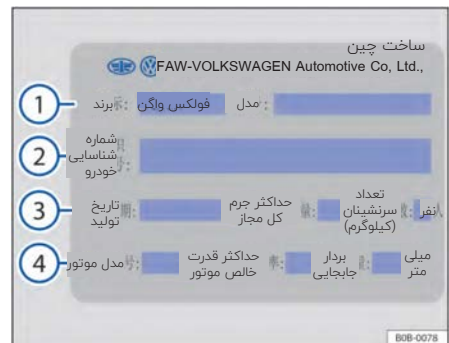 ساخت چین
FAW-VOLKSWAGEN Automotive Co, Ltd.,
1 برند: فولکس واگن مدل:
2 شماره شناسایی خودرو
3 تاریخ تولید حداکثر جرم کل مجاز تعداد سرنشینان (کیلوگرم) نفر
4 مدل موتور: حداکثر قدرت خالص موتور بردار جابجایی میلی متر
B0B-0078